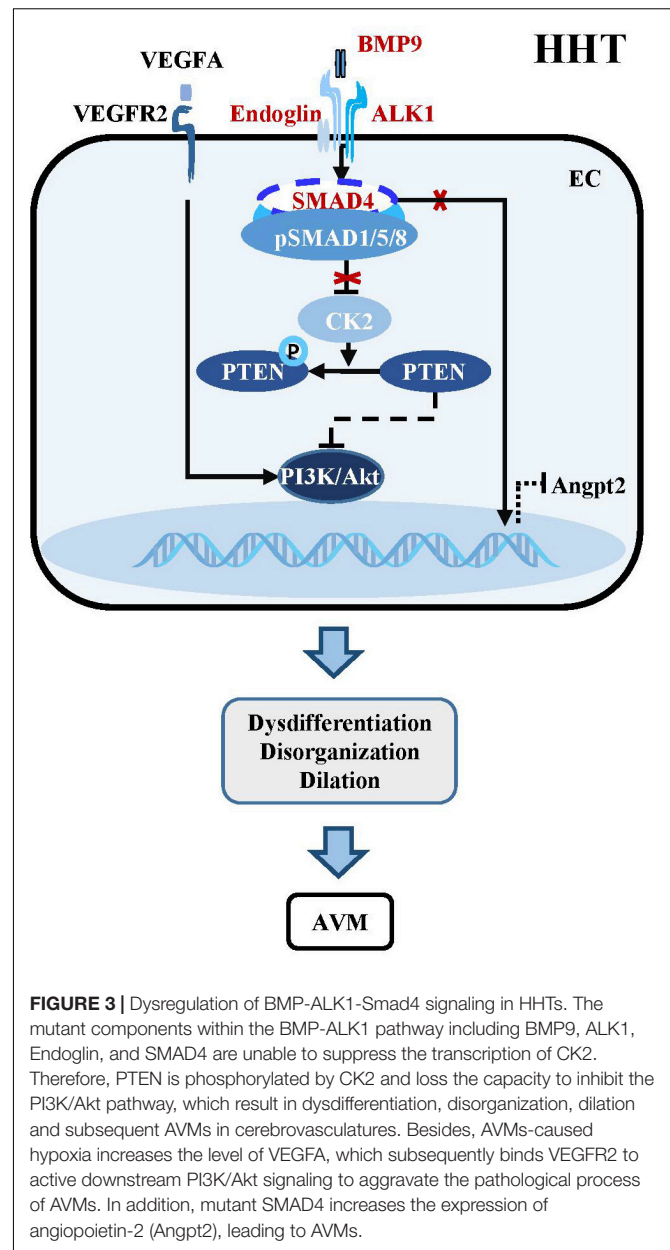 HHT
BMP9
VEGFA
VEGFR2
Endoglin
ALK1
EC
SMAD4
pSMAD1/5/8
CK2
P
PTEN
PTEN
PI3K/Akt
Angpt2
Dysdifferentiation
Disorganization
Dilation
AVM
FIGURE 3 | Dysregulation of BMP-ALK1-Smad4 signaling in HHTs. The
mutant components within the BMP-ALK1 pathway including BMP9, ALK1,
Endoglin, and SMAD4 are unable to suppress the transcription of CK2.
Therefore, PTEN is phosphorylated by CK2 and loss the capacity to inhibit the
PI3K/Akt pathway, which result in dysdifferentiation, disorganization, dilation
and subsequent AVMs in cerebrovasculatures. Besides, AVMs-caused
hypoxia increases the level of VEGFA, which subsequently binds VEGFR2 to
active downstream PI3K/Akt signaling to aggravate the pathological process
of AVMs. In addition, mutant SMAD4 increases the expression of
angiopoietin-2 (Angpt2), leading to AVMs.